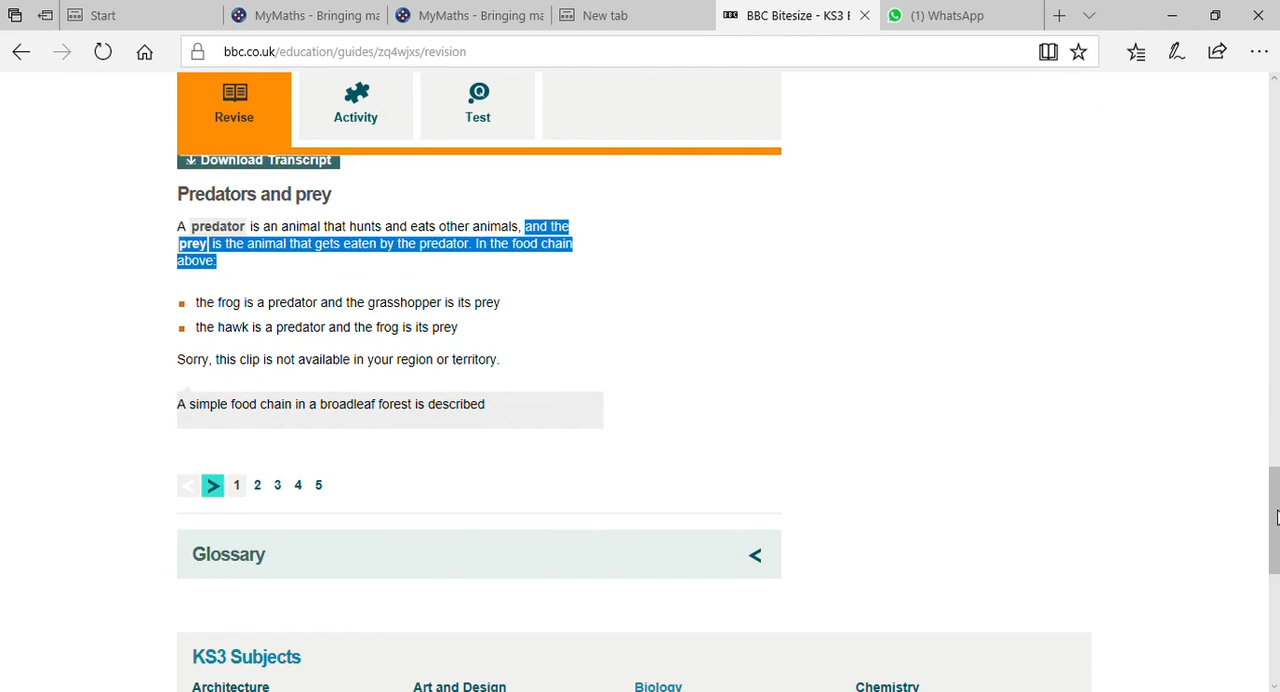 Start
MyMaths - Bringing ma
MyMaths - Bringing ma
New tab
BBC Bitesize - KS3 B
(1) WhatsApp
bbc.co.uk/education/guides/zq4wjxs/revision
Revise
Activity
Test
Download Transcript
Predators and prey
A predator is an animal that hunts and eats other animals, and the
prey is the animal that gets eaten by the predator. In the food chain
above:
the frog is a predator and the grasshopper is its prey
the hawk is a predator and the frog is its prey
Sorry, this clip is not available in your region or territory.
A simple food chain in a broadleaf forest is described
< > 1 2 3 4 5
Glossary <
KS3 Subjects
Architecture Art and Design Biology Chemistry